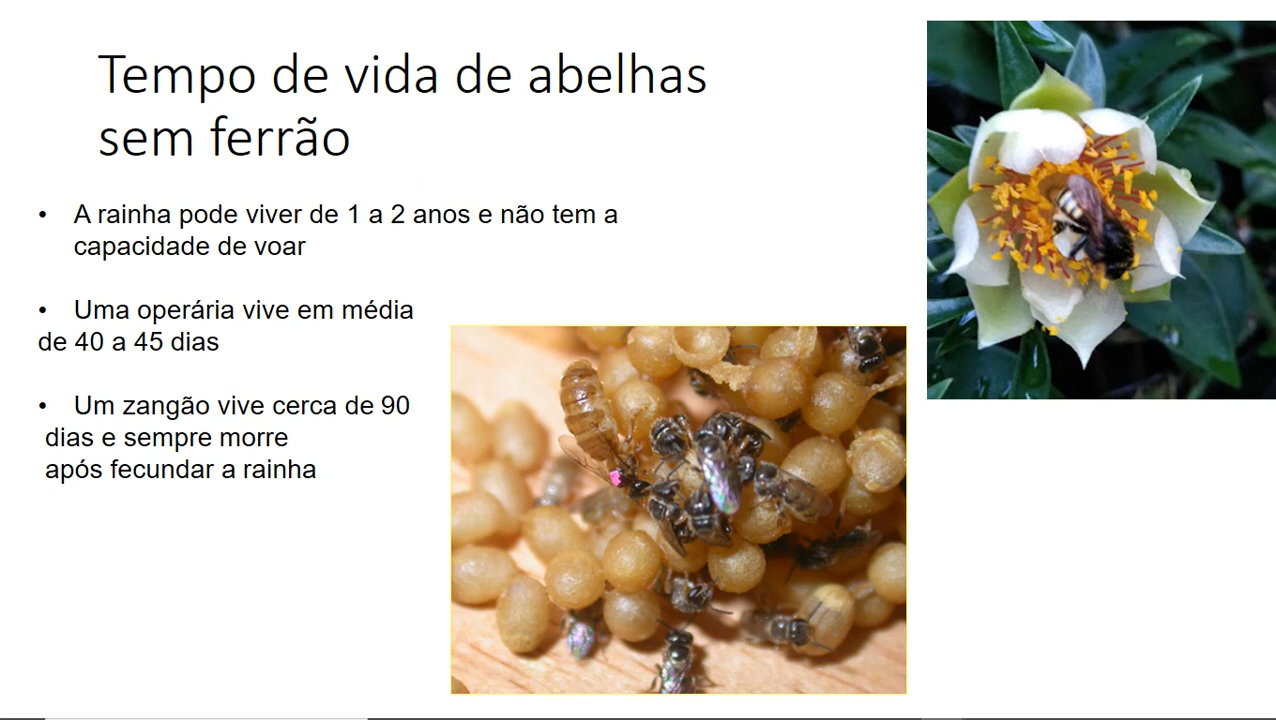 Tempo de vida de abelhas
sem ferrão
• A rainha pode viver de 1 a 2 anos e não tem a
capacidade de voar
• Uma operária vive em média
de 40 a 45 dias
• Um zangão vive cerca de 90
dias e sempre morre
após fecundar a rainha